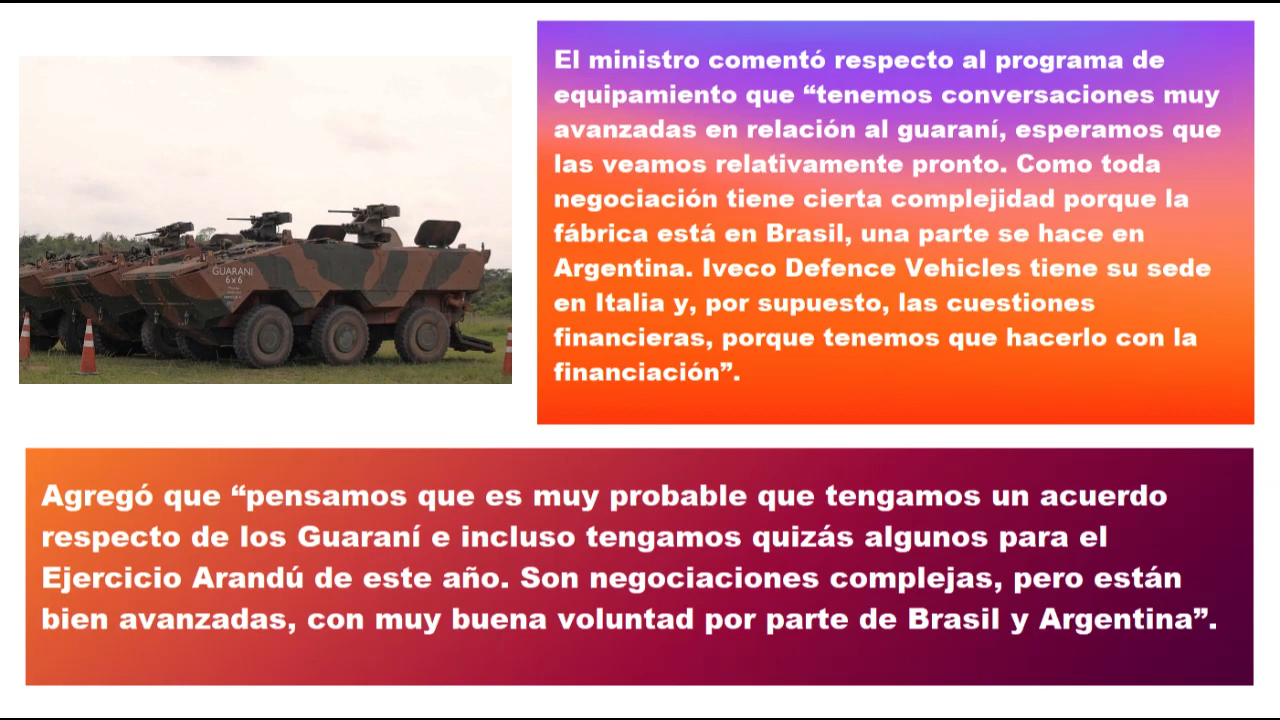 El ministro comentó respecto al programa de
equipamiento que “tenemos conversaciones muy
avanzadas en relación al guaraní, esperamos que
las veamos relativamente pronto. Como toda
negociación tiene cierta complejidad porque la
fábrica está en Brasil, una parte se hace en
Argentina. Iveco Defence Vehicles tiene su sede
en Italia y, por supuesto, las cuestiones
financieras, porque tenemos que hacerlo con la
financiación”.
GUARANI
6x6
Agregó que “pensamos que es muy probable que tengamos un acuerdo
respecto de los Guaraní e incluso tengamos quizás algunos para el
Ejercicio Arandú de este año. Son negociaciones complejas, pero están
bien avanzadas, con muy buena voluntad por parte de Brasil y Argentina”.